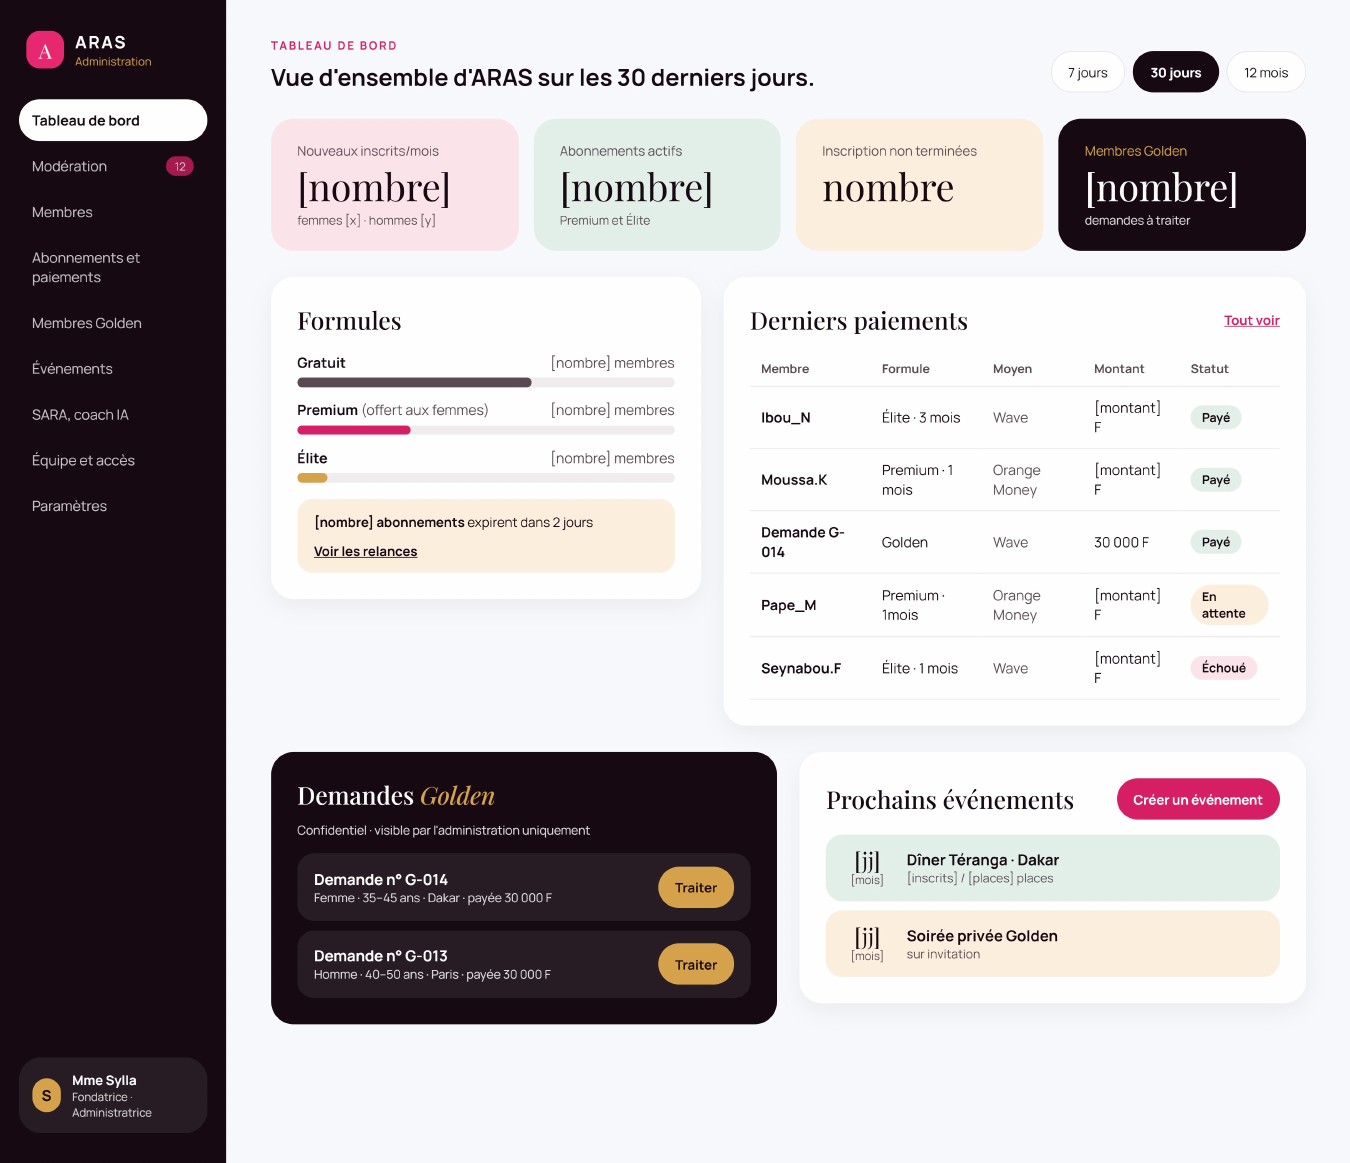 A
ARAS
Administration
Tableau de bord
Modération 12
Membres
Abonnements et
paiements
Membres Golden
Événements
SARA, coach IA
Équipe et accès
Paramètres
S
Mme Sylla
Fondatrice ·
Administratrice
TABLEAU DE BORD
Vue d'ensemble d'ARAS sur les 30 derniers jours.
7 jours 30 jours 12 mois
Nouveaux inscrits/mois
[nombre]
femmes [x] · hommes [y]
Abonnements actifs
[nombre]
Premium et Élite
Inscription non terminées
nombre
Membres Golden
[nombre]
demandes à traiter
Formules
Gratuit [nombre] membres
Premium (offert aux femmes) [nombre] membres
Élite [nombre] membres
[nombre] abonnements expirent dans 2 jours
Voir les relances
Derniers paiements Tout voir
Membre Formule Moyen Montant Statut
Ibou_N Élite · 3 mois Wave [montant] F Payé
Moussa.K Premium · 1 mois Orange Money [montant] F Payé
Demande G-014 Golden Wave 30 000 F Payé
Pape_M Premium · 1mois Orange Money [montant] F En attente
Seynabou.F Élite · 1 mois Wave [montant] F Échoué
Demandes Golden
Confidentiel · visible par l'administration uniquement
Demande n° G-014
Femme · 35–45 ans · Dakar · payée 30 000 F
Traiter
Demande n° G-013
Homme · 40–50 ans · Paris · payée 30 000 F
Traiter
Prochains événements Créer un événement
[jj]
[mois]
Dîner Téranga · Dakar
[inscrits] / [places] places
[jj]
[mois]
Soirée privée Golden
sur invitation